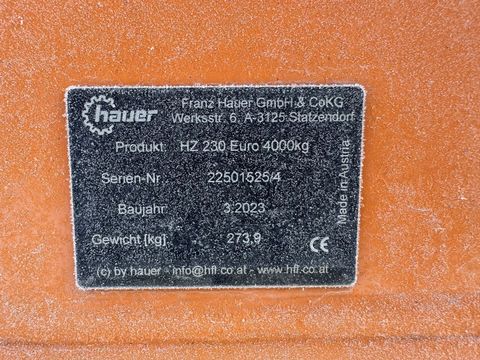 hauer
Franz Hauer GmbH & CoKG
Werksstr. 6, A-3125 Statzendorf
Produkt: HZ 230 Euro 4000kg
Serien-Nr. 22501525/4
Baujahr: 3.2023
Gewicht [kg] 273,9
Made in Austria
CE
(c) by hauer - info@hfl.co.at - www.hfl.co.at